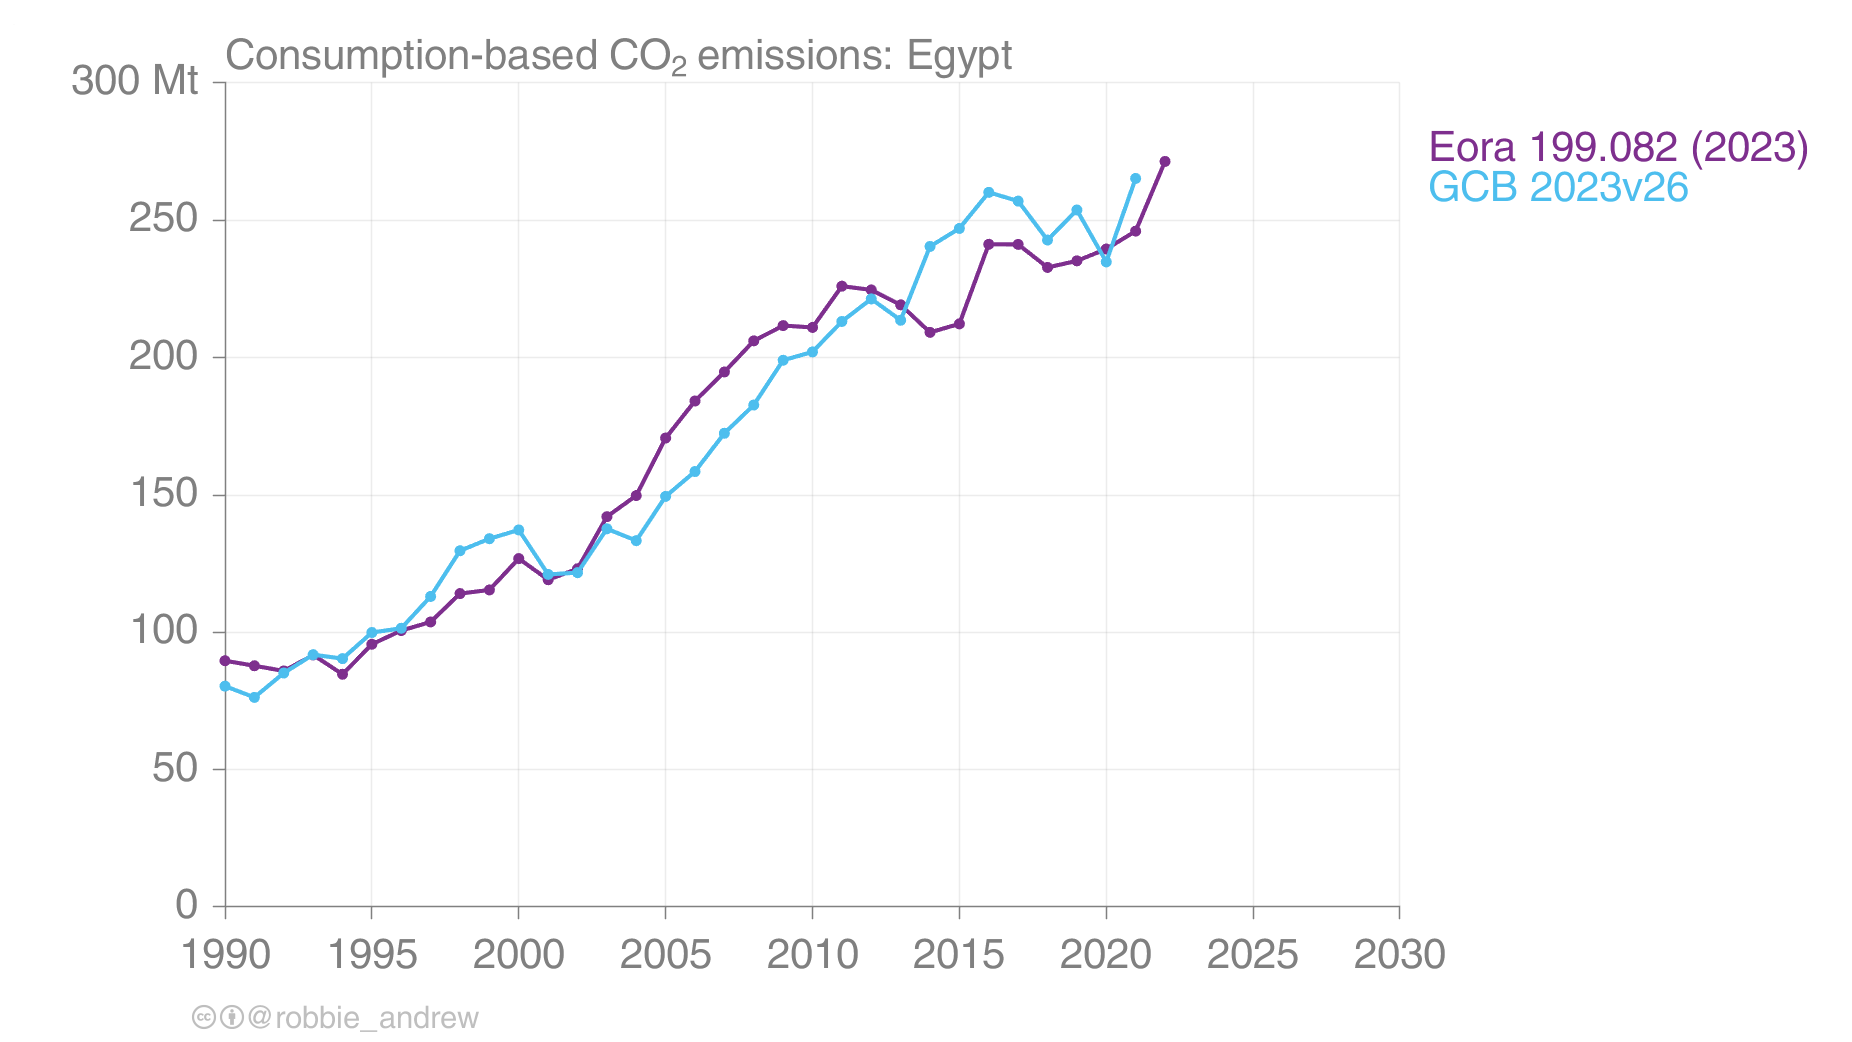 Consumption-based CO₂ emissions: Egypt
300 Mt
250
200
150
100
50
0
1990 1995 2000 2005 2010 2015 2020 2025 2030
Eora 199.082 (2023)
GCB 2023v26
cc @robbie_andrew